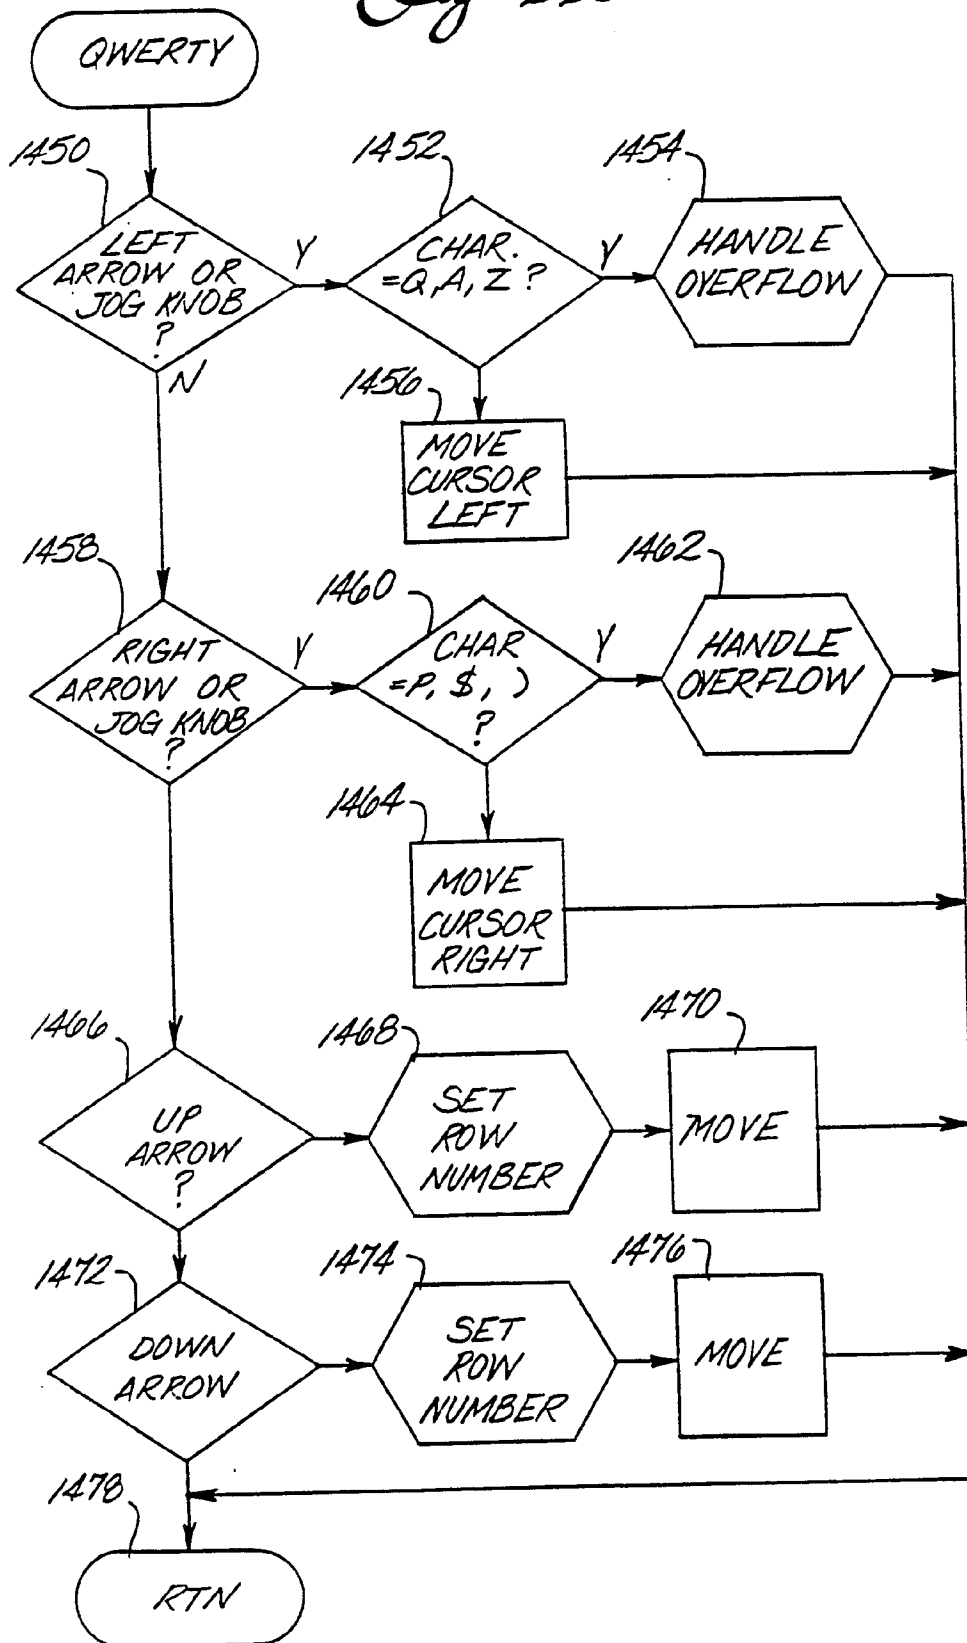 QWERTY
1450
LEFT
ARROW OR
JOG KNOB
?
Y
N
1452
CHAR.
=Q,A,Z ?
Y
1454
HANDLE
OVERFLOW
1456
MOVE
CURSOR
LEFT
1458
RIGHT
ARROW OR
JOG KNOB
?
Y
1460
CHAR
=P, $, )
?
Y
1462
HANDLE
OVERFLOW
1464
MOVE
CURSOR
RIGHT
1466
UP
ARROW
?
1468
SET
ROW
NUMBER
1470
MOVE
1472
DOWN
ARROW
1474
SET
ROW
NUMBER
1476
MOVE
1478
RTN